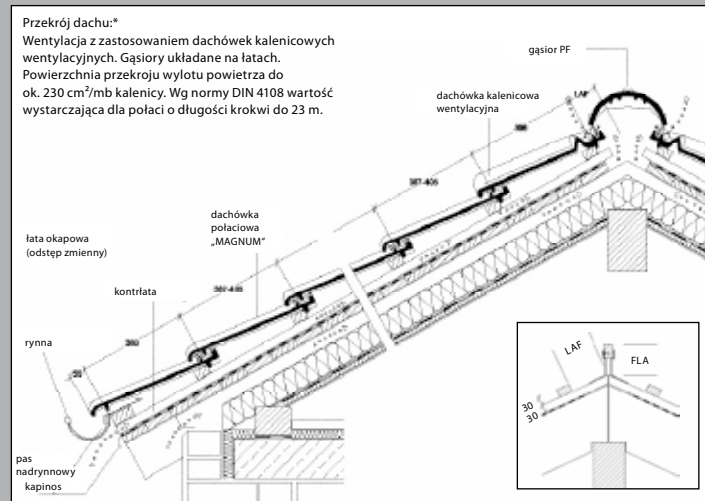 Przekrój dachu:*
Wentylacja z zastosowaniem dachówek kalenicowych
wentylacyjnych. Gąsiory układane na łatach.
Powierzchnia przekroju wylotu powietrza do
ok. 230 cm²/mb kalenicy. Wg normy DIN 4108 wartość
wystarczająca dla połaci o długości krokwi do 23 m.
gąsior PF
LAF
dachówka kalenicowa
wentylacyjna
387-405
dachówka
połaciowa
„MAGNUM”
łata okapowa
(odstęp zmienny)
kontrłata
rynna
pas
nadrynnowy
kapinos
LAF
FLA
30
30